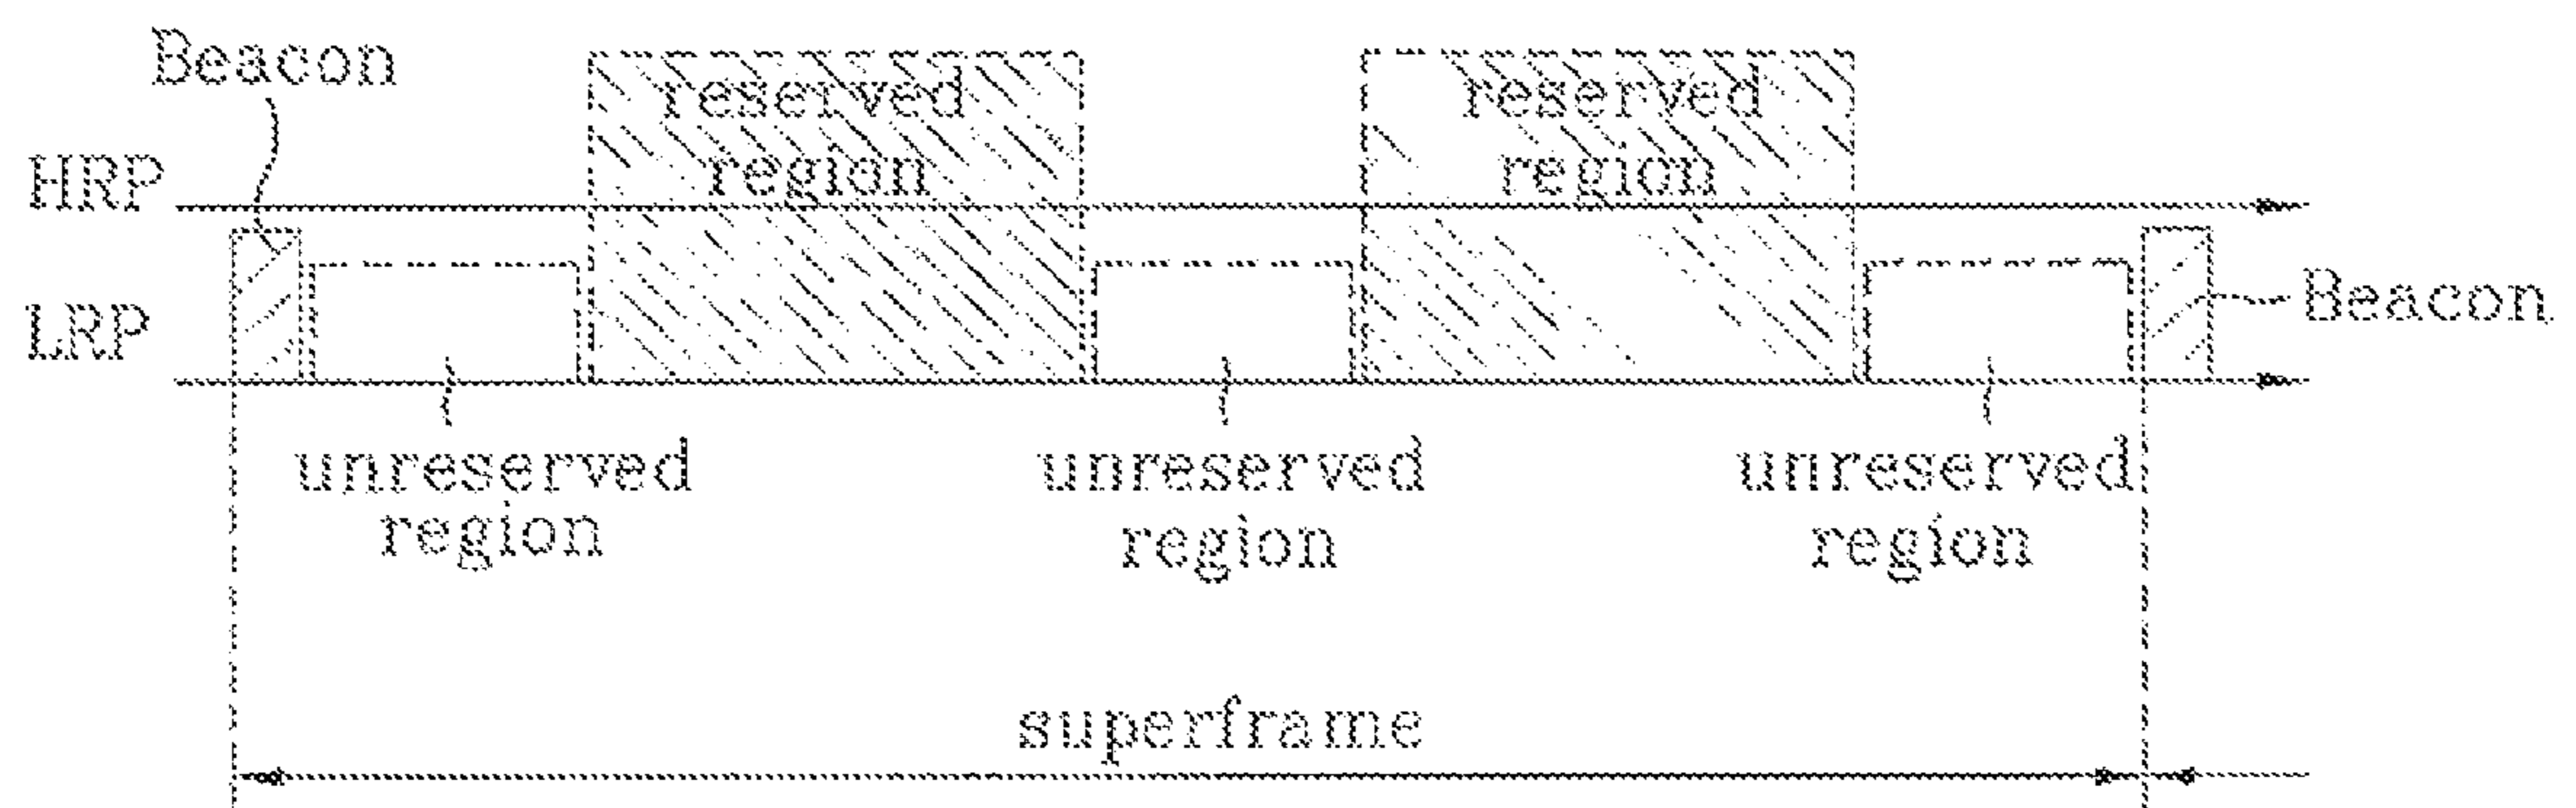 Beacon
reserved
region
reserved
region
HRP
LRP
Beacon
unreserved
region
unreserved
region
unreserved
region
superframe